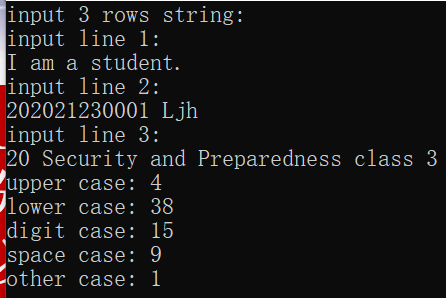 input 3 rows string:
input line 1:
I am a student.
input line 2:
202021230001 Ljh
input line 3:
20 Security and Preparedness class 3
upper case: 4
lower case: 38
digit case: 15
space case: 9
other case: 1